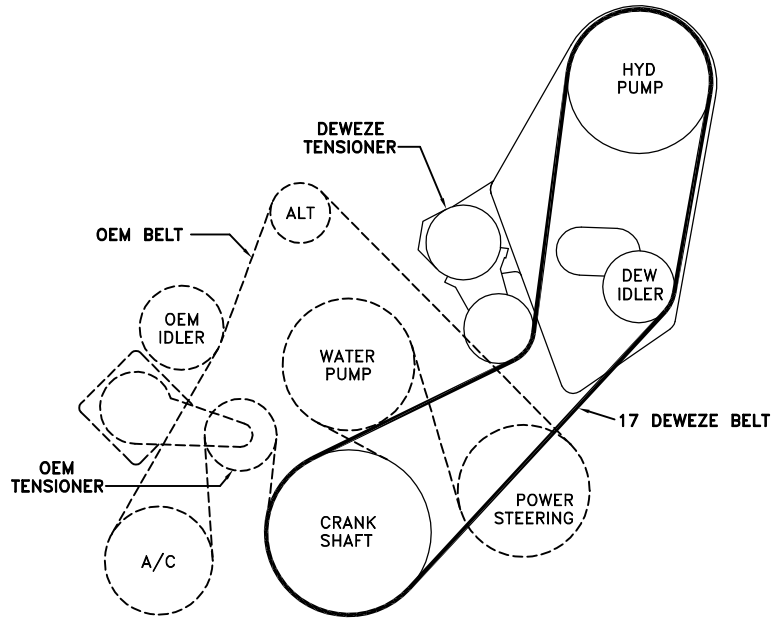 HYD
PUMP
DEWEZE
TENSIONER
ALT
OEM BELT
DEW
IDLER
OEM
IDLER
WATER
PUMP
17 DEWEZE BELT
OEM
TENSIONER
POWER
STEERING
CRANK
SHAFT
A/C